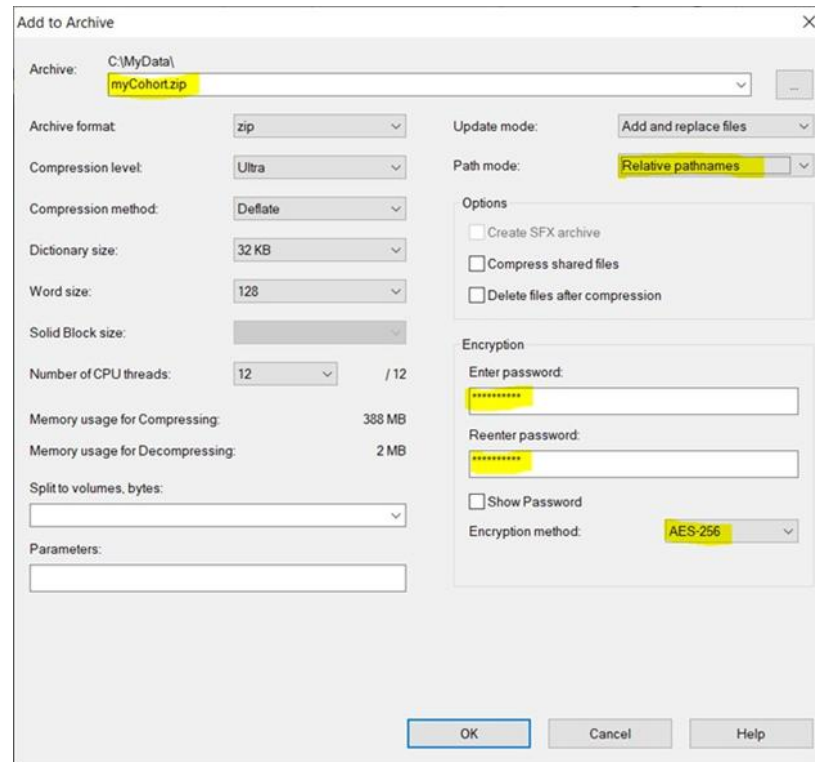 Add to Archive
Archive:
C:\MyData\
myCohort.zip
...
Archive format:
zip
Update mode:
Add and replace files
Compression level:
Ultra
Path mode:
Relative pathnames
Compression method:
Deflate
Options
Create SFX archive
Dictionary size:
32 KB
Compress shared files
Word size:
128
Delete files after compression
Solid Block size:
Encryption
Number of CPU threads:
12
/ 12
Enter password:
**********
Memory usage for Compressing:
388 MB
Reenter password:
Memory usage for Decompressing:
2 MB
**********
Split to volumes, bytes:
Show Password
Encryption method:
AES-256
Parameters:
OK
Cancel
Help